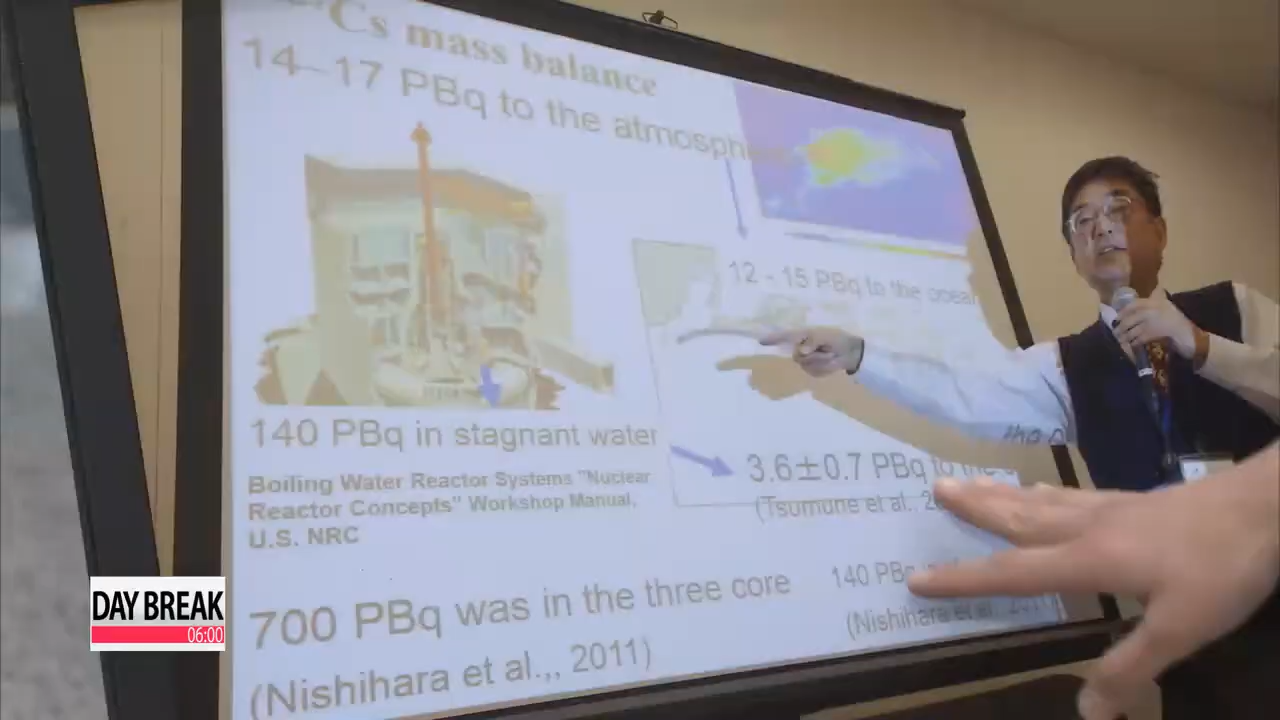 Cs mass balance
14–17 PBq to the atmosph
12 - 15 PBq to the ocean
140 PBq in stagnant water
Boiling Water Reactor Systems "Nuclear
Reactor Concepts" Workshop Manual,
U.S. NRC
3.6±0.7 PBq to the
(Tsumune et al., 20
700 PBq was in the three core
(Nishihara et al.,, 2011)
140 PBq
(Nishihara et al., 2011)
DAY BREAK
06:00